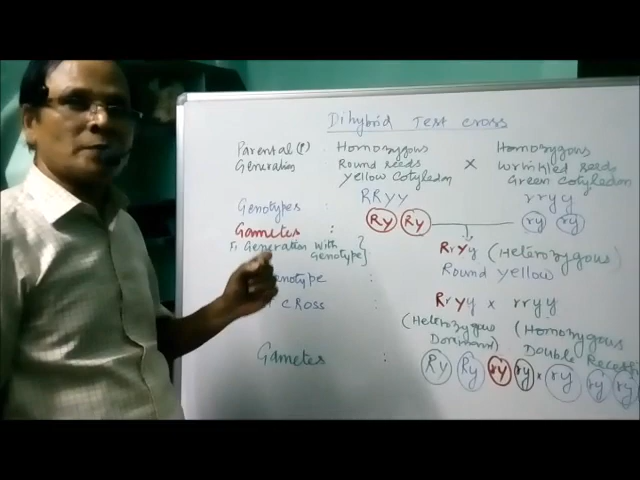 Dihybrid Test cross
Parental (P) : Homozygous Homozygous
Generation Round seeds X Wrinkled seeds
Yellow Cotyledon Green Cotyledon
Genotypes : RRYY rryy
Gametes : RY RY ry ry
F1 Generation with RrYy (Heterozygous)
Genotype Round Yellow
enotype :
CROSS : RrYy x rryy
(Heterozygous (Homozygous
Dominant) Double Recessi
Gametes : RY Ry rY ry x ry ry ry